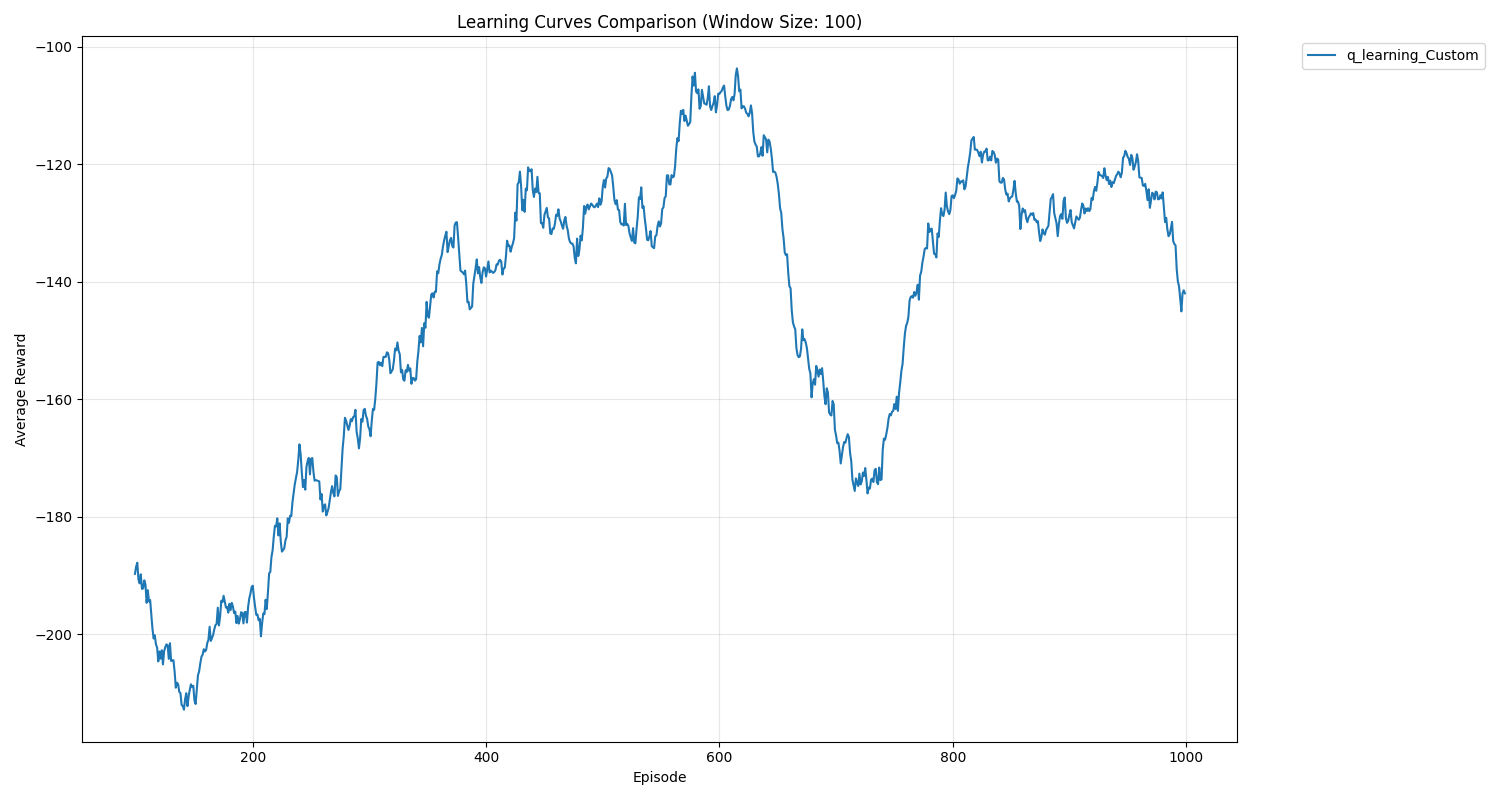 Learning Curves Comparison (Window Size: 100)
q_learning_Custom
Average Reward
−100
−120
−140
−160
−180
−200
200
400
600
800
1000
Episode